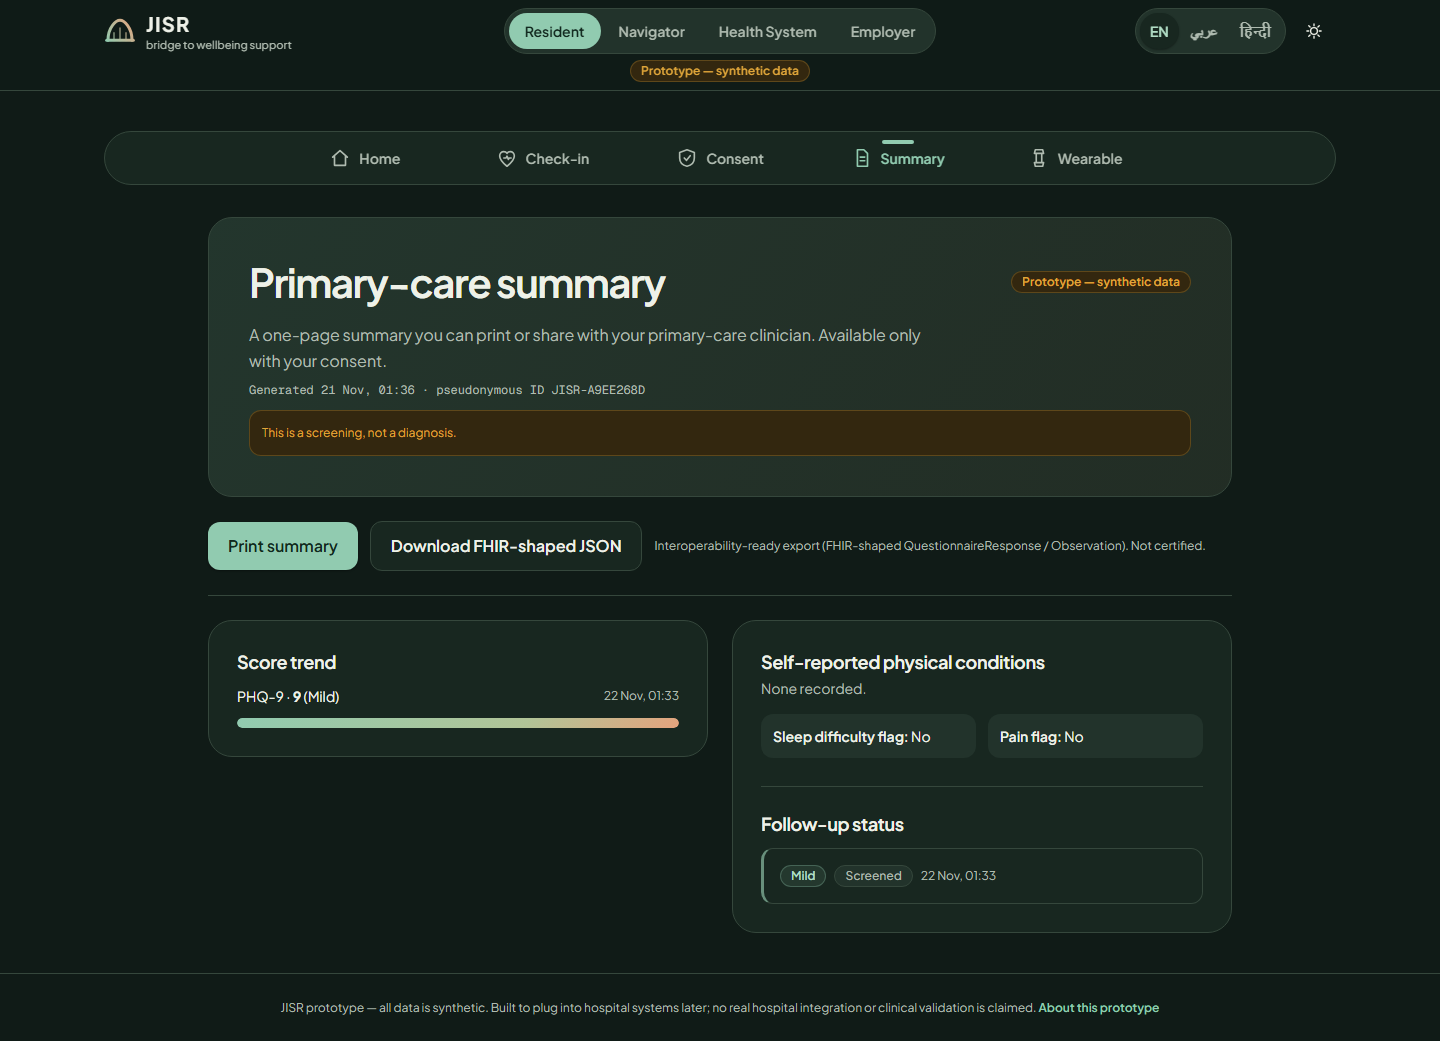 JISR
bridge to wellbeing support
Resident
Navigator
Health System
Employer
EN
عربي
हिन्दी
Prototype — synthetic data
Home
Check-in
Consent
Summary
Wearable
Primary-care summary
Prototype — synthetic data
A one-page summary you can print or share with your primary-care clinician. Available only
with your consent.
Generated 21 Nov, 01:36 · pseudonymous ID JISR-A9EE268D
This is a screening, not a diagnosis.
Print summary
Download FHIR-shaped JSON
Interoperability-ready export (FHIR-shaped QuestionnaireResponse / Observation). Not certified.
Score trend
PHQ-9 · 9 (Mild)
22 Nov, 01:33
Self-reported physical conditions
None recorded.
Sleep difficulty flag: No
Pain flag: No
Follow-up status
Mild
Screened
22 Nov, 01:33
JISR prototype — all data is synthetic. Built to plug into hospital systems later; no real hospital integration or clinical validation is claimed. About this prototype